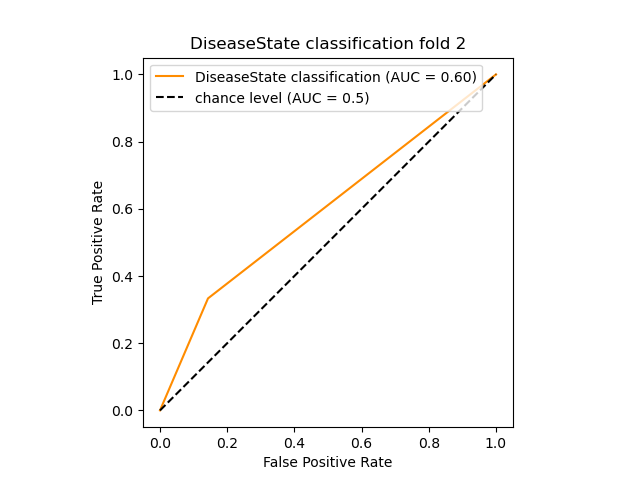 DiseaseState classification fold 2
DiseaseState classification (AUC = 0.60)
chance level (AUC = 0.5)
1.0
0.8
0.6
0.4
0.2
0.0
True Positive Rate
0.0 0.2 0.4 0.6 0.8 1.0
False Positive Rate